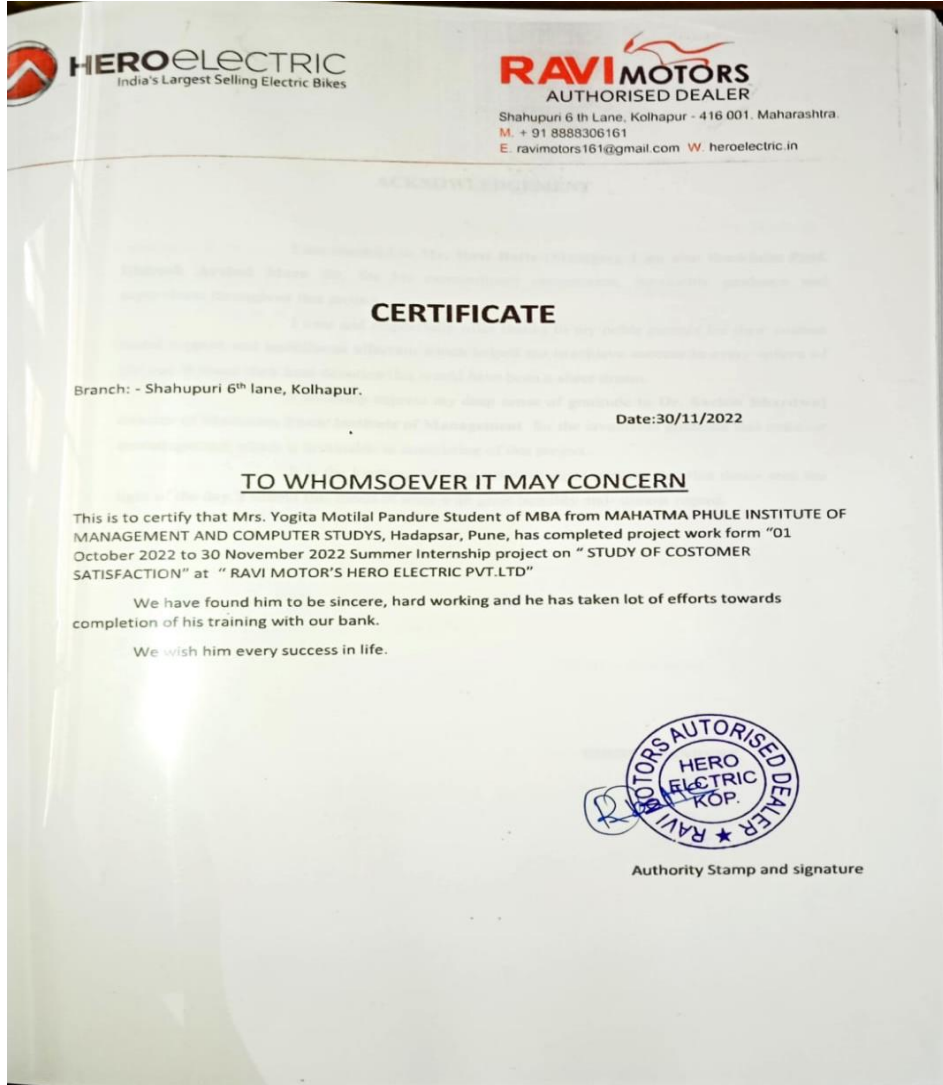 HERO ELECTRIC
India's Largest Selling Electric Bikes
RAVI MOTORS
AUTHORISED DEALER
Shahupuri 6 th Lane, Kolhapur - 416 001. Maharashtra.
M. + 91 8888306161
E. ravimotors161@gmail.com W. heroelectric.in
ACKNOWLEDGEMENT
CERTIFICATE
Branch: - Shahupuri 6th lane, Kolhapur.
Date:30/11/2022
TO WHOMSOEVER IT MAY CONCERN
This is to certify that Mrs. Yogita Motilal Pandure Student of MBA from MAHATMA PHULE INSTITUTE OF
MANAGEMENT AND COMPUTER STUDYS, Hadapsar, Pune, has completed project work form "01
October 2022 to 30 November 2022 Summer Internship project on " STUDY OF COSTOMER
SATISFACTION" at " RAVI MOTOR'S HERO ELECTRIC PVT.LTD"
We have found him to be sincere, hard working and he has taken lot of efforts towards
completion of his training with our bank.
We wish him every success in life.
RAVI MOTORS AUTORISED DEALER ★
HERO
ELECTRIC
KOP.
Authority Stamp and signature